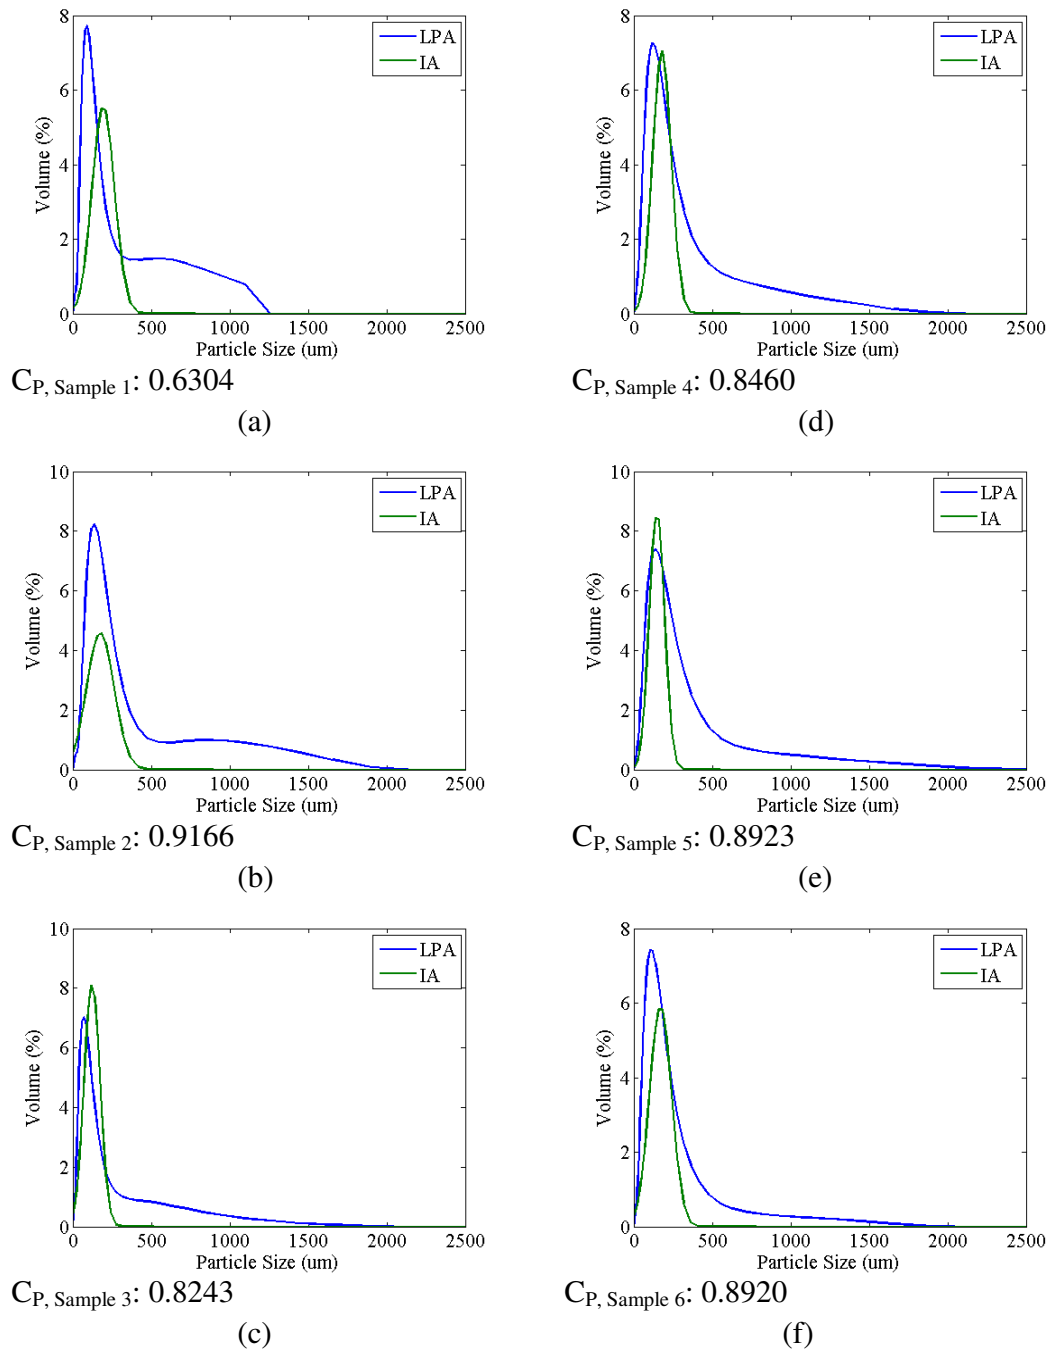 8
6
4
2
0
Volume (%)
LPA
IA
0 500 1000 1500 2000 2500
Particle Size (um)
C_P, Sample 1: 0.6304
(a)
8
6
4
2
0
Volume (%)
LPA
IA
0 500 1000 1500 2000 2500
Particle Size (um)
C_P, Sample 4: 0.8460
(d)
10
8
6
4
2
0
Volume (%)
LPA
IA
0 500 1000 1500 2000 2500
Particle Size (um)
C_P, Sample 2: 0.9166
(b)
10
8
6
4
2
0
Volume (%)
LPA
IA
0 500 1000 1500 2000 2500
Particle Size (um)
C_P, Sample 5: 0.8923
(e)
10
8
6
4
2
0
Volume (%)
LPA
IA
0 500 1000 1500 2000 2500
Particle Size (um)
C_P, Sample 3: 0.8243
(c)
8
6
4
2
0
Volume (%)
LPA
IA
0 500 1000 1500 2000 2500
Particle Size (um)
C_P, Sample 6: 0.8920
(f)